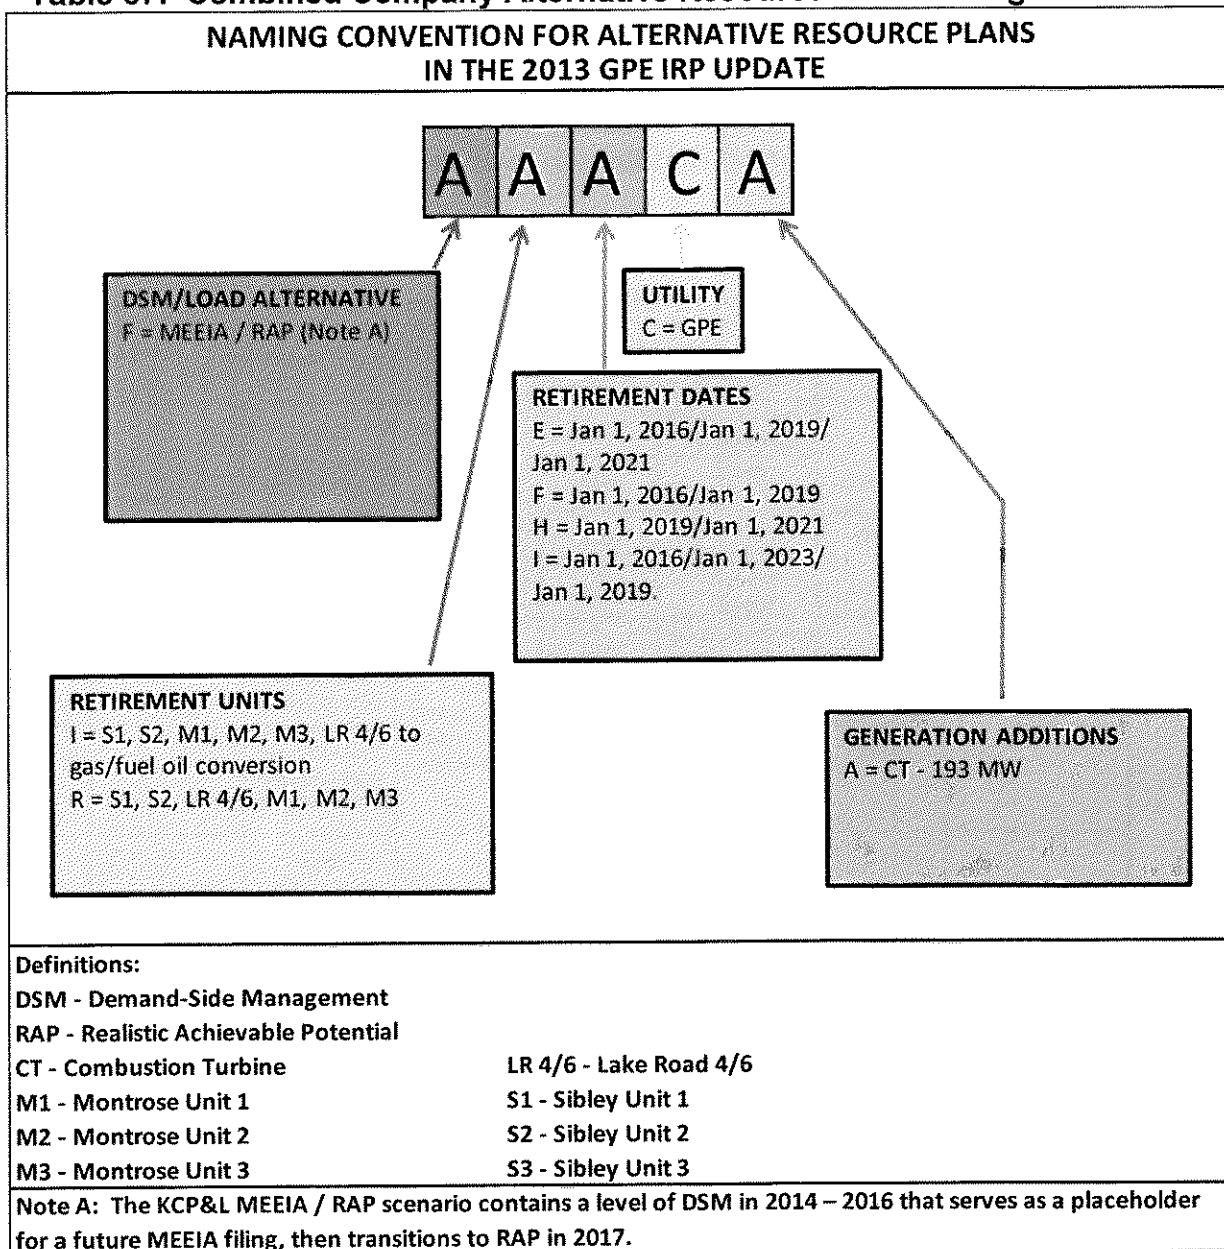 NAMING CONVENTION FOR ALTERNATIVE RESOURCE PLANS
IN THE 2013 GPE IRP UPDATE
A A A C A
DSM/LOAD ALTERNATIVE
F = MEEIA / RAP (Note A)
UTILITY
C = GPE
RETIREMENT DATES
E = Jan 1, 2016/Jan 1, 2019/
Jan 1, 2021
F = Jan 1, 2016/Jan 1, 2019
H = Jan 1, 2019/Jan 1, 2021
I = Jan 1, 2016/Jan 1, 2023/
Jan 1, 2019.
RETIREMENT UNITS
I = S1, S2, M1, M2, M3, LR 4/6 to
gas/fuel oil conversion
R = S1, S2, LR 4/6, M1, M2, M3
GENERATION ADDITIONS
A = CT - 193 MW
Definitions:
DSM - Demand-Side Management
RAP - Realistic Achievable Potential
CT - Combustion Turbine LR 4/6 - Lake Road 4/6
M1 - Montrose Unit 1 S1 - Sibley Unit 1
M2 - Montrose Unit 2 S2 - Sibley Unit 2
M3 - Montrose Unit 3 S3 - Sibley Unit 3
Note A: The KCP&L MEEIA / RAP scenario contains a level of DSM in 2014 – 2016 that serves as a placeholder
for a future MEEIA filing, then transitions to RAP in 2017.